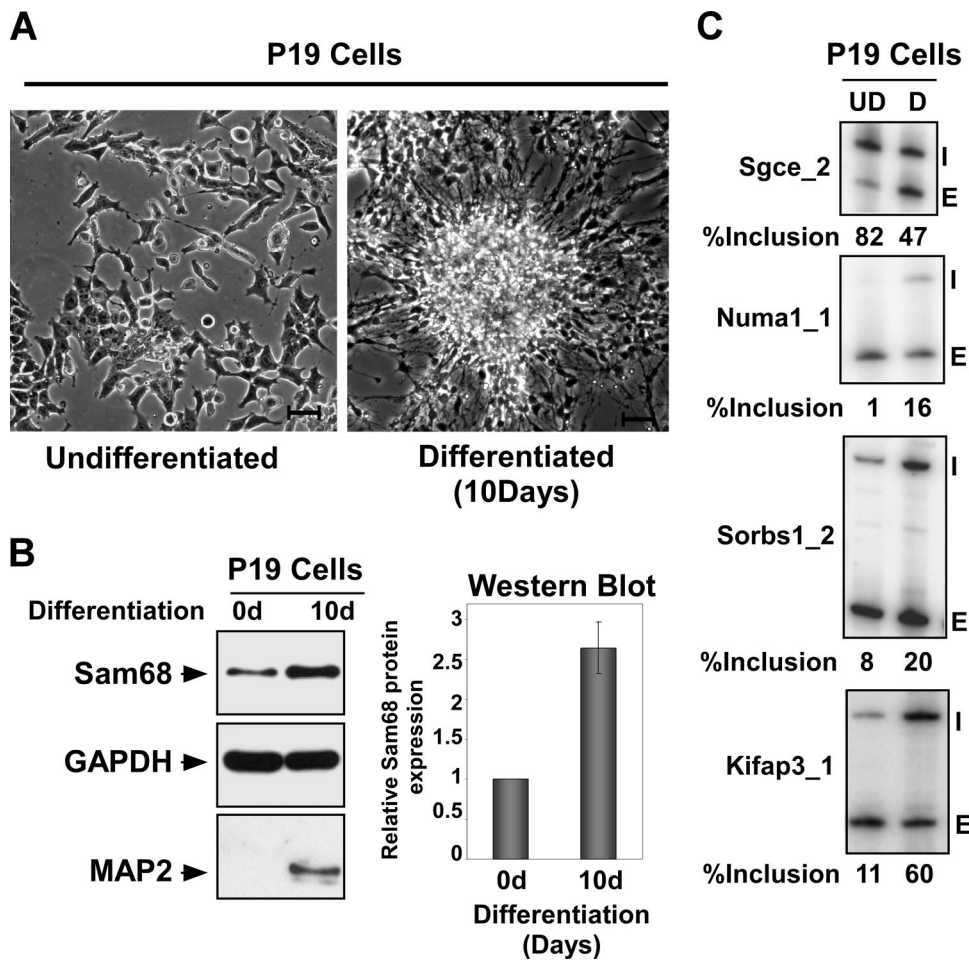 A
P19 Cells
Undifferentiated
Differentiated
(10Days)
B
P19 Cells
Differentiation 0d 10d
Sam68
GAPDH
MAP2
Western Blot
Relative Sam68 protein
expression
3
2.5
2
1
0.5
0
0d 10d
Differentiation
(Days)
C
P19 Cells
UD D
Sgce_2
I
E
%Inclusion 82 47
Numa1_1
I
E
%Inclusion 1 16
Sorbs1_2
I
E
%Inclusion 8 20
Kifap3_1
I
E
%Inclusion 11 60